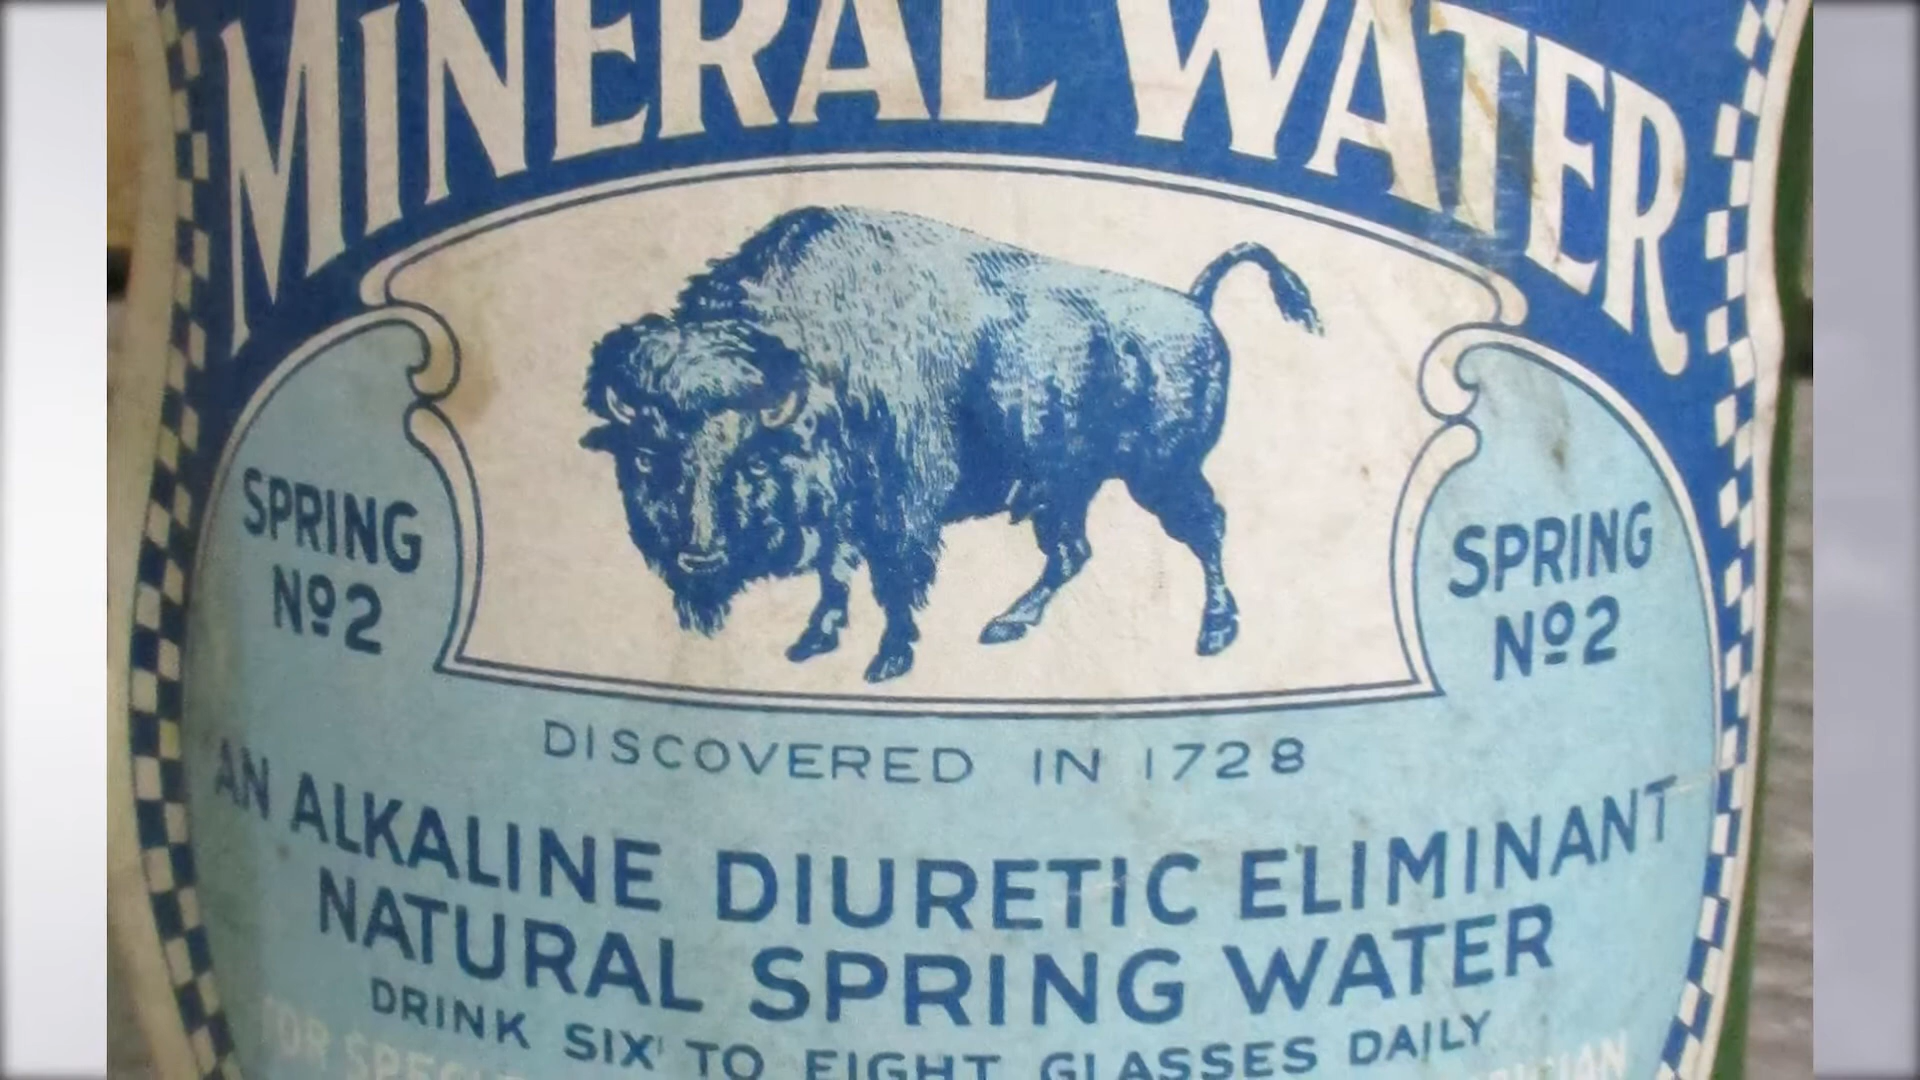 MINERAL WATER
SPRING
Nº2
SPRING
Nº2
DISCOVERED IN 1728
AN ALKALINE DIURETIC ELIMINANT
NATURAL SPRING WATER
DRINK SIX TO EIGHT GLASSES DAILY
FOR